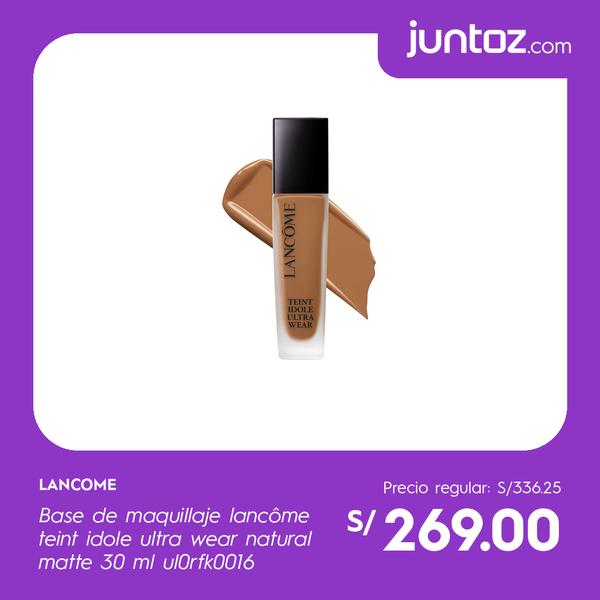 juntoz.com
LANCÔME
TEINT
IDOLE
ULTRA
WEAR
LANCOME
Base de maquillaje lancôme
teint idole ultra wear natural
matte 30 ml ul0rfk0016
Precio regular: S/336.25
S/ 269.00